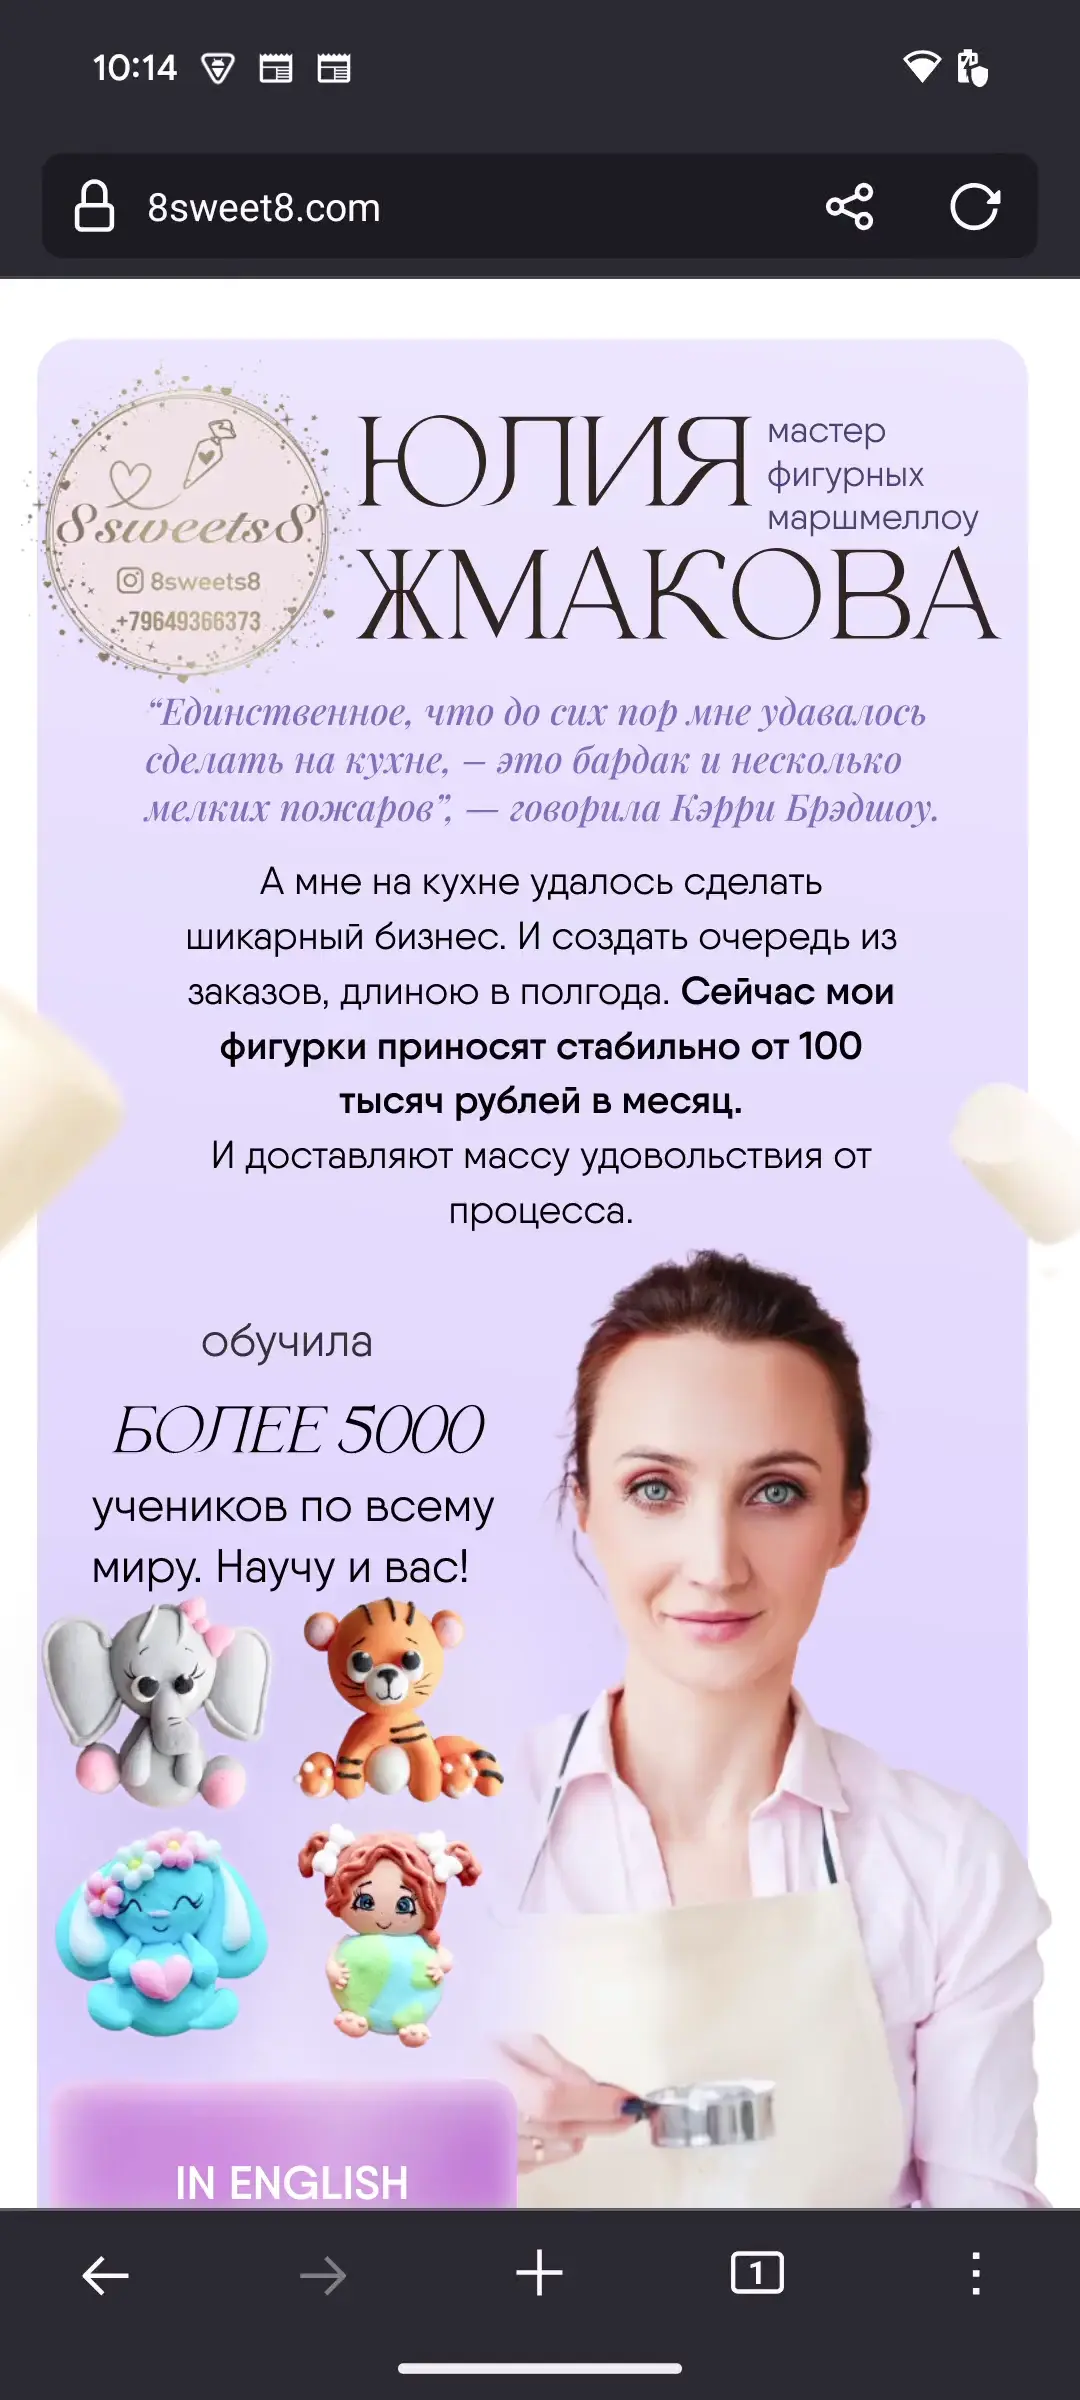 10:14
8sweet8.com
8sweets8
8sweets8
+79649366373
ЮЛИЯ
мастер
фигурных
маршмеллоу
ЖМАКОВА
“Единственное, что до сих пор мне удавалось
сделать на кухне, – это бардак и несколько
мелких пожаров”, — говорила Кэрри Брэдшоу.
А мне на кухне удалось сделать
шикарный бизнес. И создать очередь из
заказов, длиною в полгода. Сейчас мои
фигурки приносят стабильно от 100
тысяч рублей в месяц.
И доставляют массу удовольствия от
процесса.
обучила
БОЛЕЕ 5000
учеников по всему
миру. Научу и вас!
IN ENGLISH
1